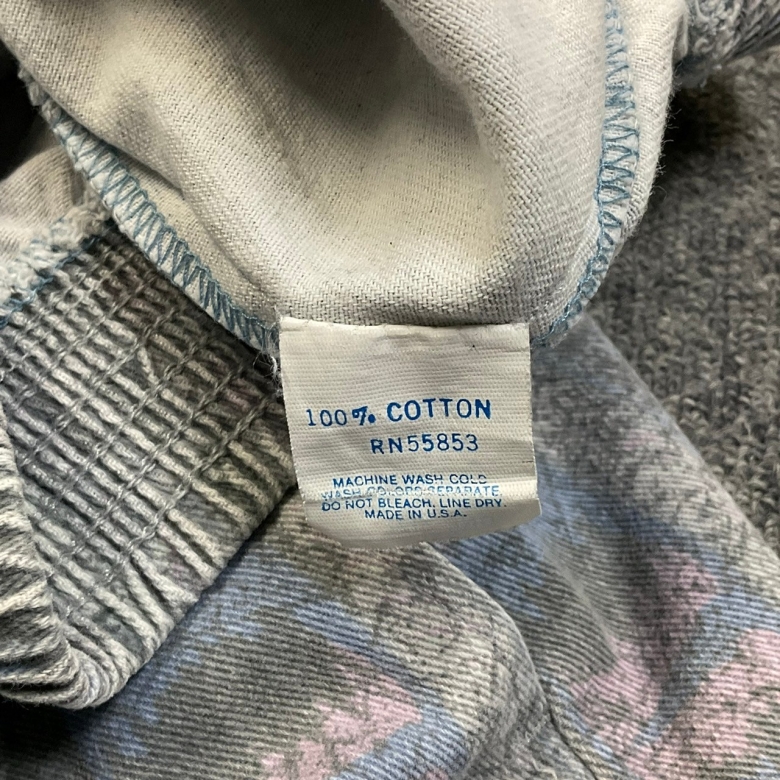 100% COTTON
RN55853
MACHINE WASH COLD
WASH COLORS SEPARATE.
DO NOT BLEACH. LINE DRY.
MADE IN U.S.A.